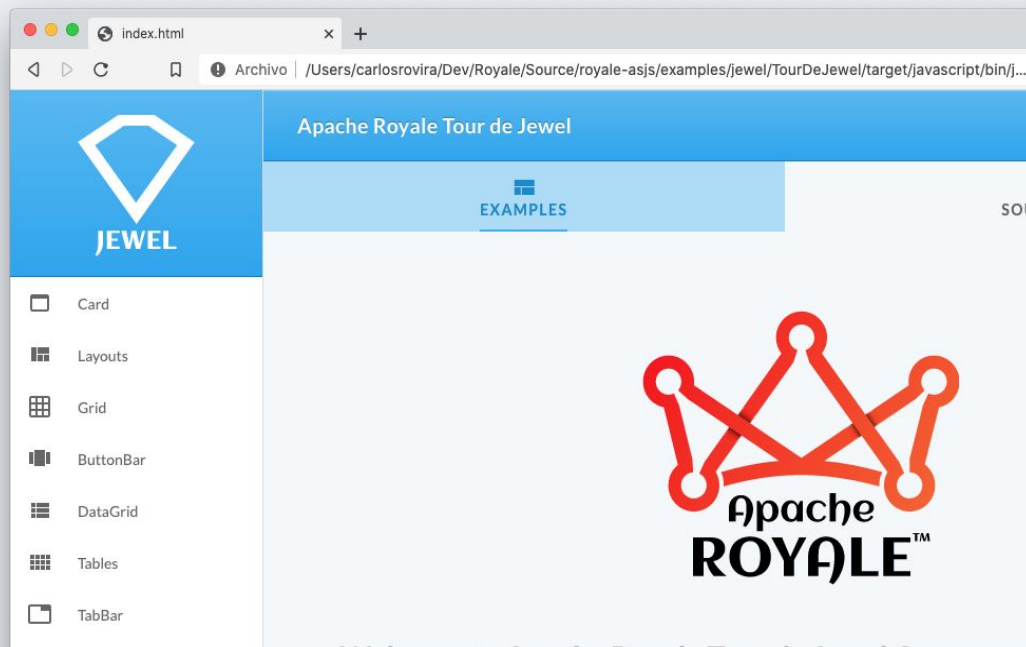 index.html
Archivo | /Users/carlosrovira/Dev/Royale/Source/royale-asjs/examples/jewel/TourDeJewel/target/javascript/bin/j...
JEWEL
Apache Royale Tour de Jewel
EXAMPLES
Card
Layouts
Grid
ButtonBar
DataGrid
Tables
TabBar
Apache
ROYALE™